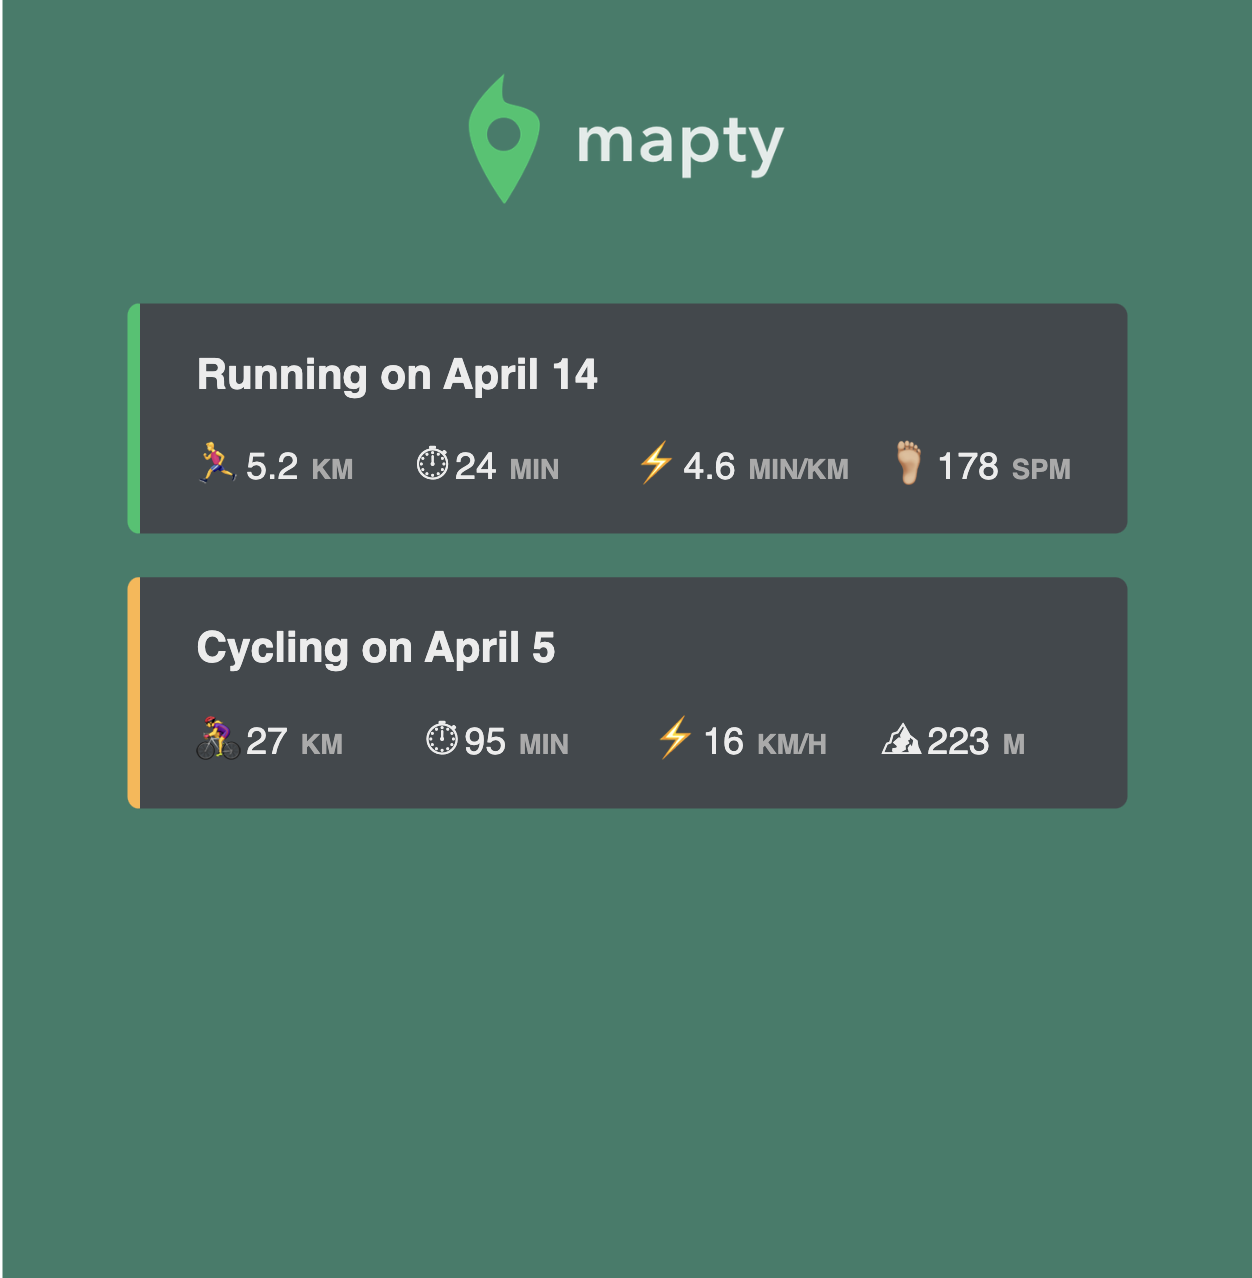 mapty
Running on April 14
🏃‍♂️ 5.2 KM ⏱ 24 MIN ⚡️ 4.6 MIN/KM 🦶🏼 178 SPM
Cycling on April 5
🚴‍♀️ 27 KM ⏱ 95 MIN ⚡️ 16 KM/H ⛰ 223 M